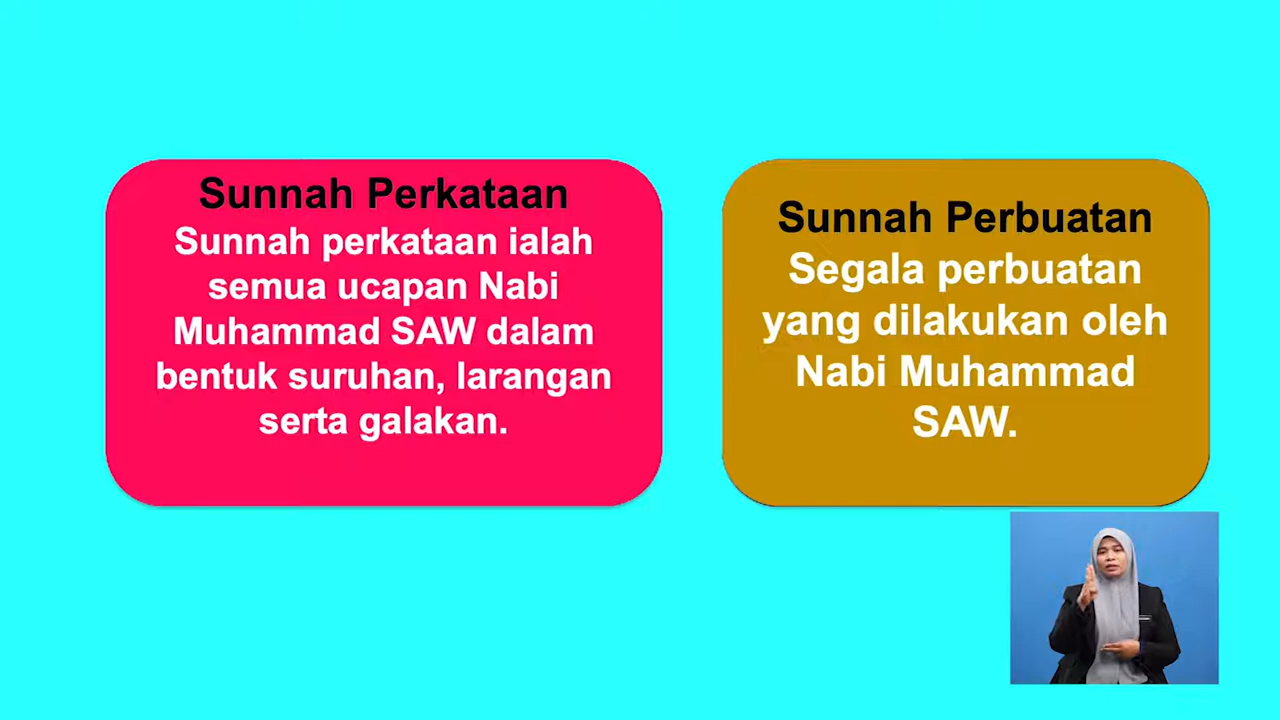 Sunnah Perkataan
Sunnah perkataan ialah
semua ucapan Nabi
Muhammad SAW dalam
bentuk suruhan, larangan
serta galakan.
Sunnah Perbuatan
Segala perbuatan
yang dilakukan oleh
Nabi Muhammad
SAW.